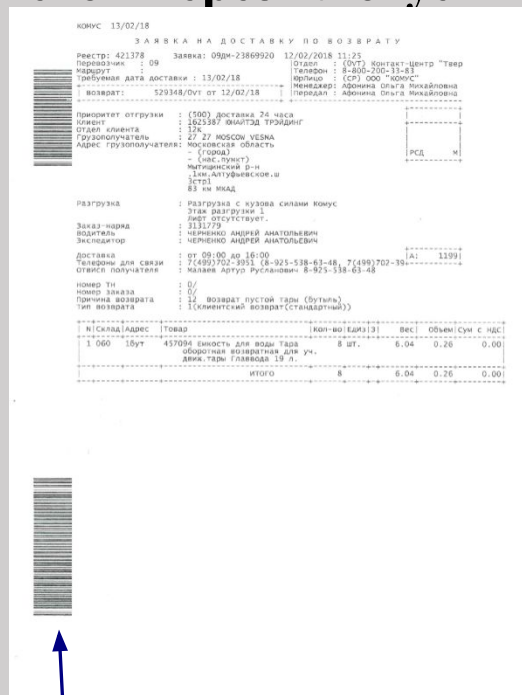 КОМУС 13/02/18
ЗАЯВКА НА ДОСТАВКУ ПО ВОЗВРАТУ
Реестр: 421378 Заявка: 09ДМ-23869920 12/02/2018 11:25
Перевозчик : 09 |Отдел : (OVT) Контакт-Центр "Твер
Маршрут : |Телефон : 8-800-200-33-83
Требуемая дата доставки : 13/02/18 |Юрлицо : (СР) ООО "КОМУС"
|Менеджер: Афонина Ольга Михайловна
| Возврат: 529348/OVT от 12/02/18 | Передал : Афонина Ольга Михайловна
Приоритет отгрузки : (500) Доставка 24 часа
Клиент : 1625387 ЮНАЙТЭД ТРЭЙДИНГ
Отдел клиента : 12к
Грузополучатель : 27 27 MOSCOW_VESNA
Адрес грузополучателя: Московская область
- (город) |РСД М|
- (нас.пункт)
Мытищинский р-н
.1км.Алтуфьевское.ш
3стр1
83 км МКАД
Разгрузка : Разгрузка с кузова силами Комус
Этаж разгрузки 1
Лифт отсутствует.
Заказ-наряд : 3131779
Водитель : ЧЕРНЕНКО АНДРЕЙ АНАТОЛЬЕВИЧ
Экспедитор : ЧЕРНЕНКО АНДРЕЙ АНАТОЛЬЕВИЧ
Доставка : от 09:00 до 16:00 |А: 1199|
Телефоны для связи : 7(499)702-3951 (8-925-538-63-48, 7(499)702-39
Отвисп получателя : Малаев Артур Русланович 8-925-538-63-48
Номер ТН : 0/
Номер заказа : 0/
Причина возврата : 12 Возврат пустой тары (бутыль)
Тип возврата : 1(Клиентский возврат(стандартный))
| N|Склад|Адрес |Товар |Кол-во|ЕдИз|З| Вес| Объем|Сум с НДС|
| 1 060 1бут 457094 Емкость для воды Тара 8 шт. 6.04 0.26 0.00|
оборотная возвратная для уч.
движ.тары Главвода 19 л.
| ИТОГО 8 6.04 0.26 0.00|